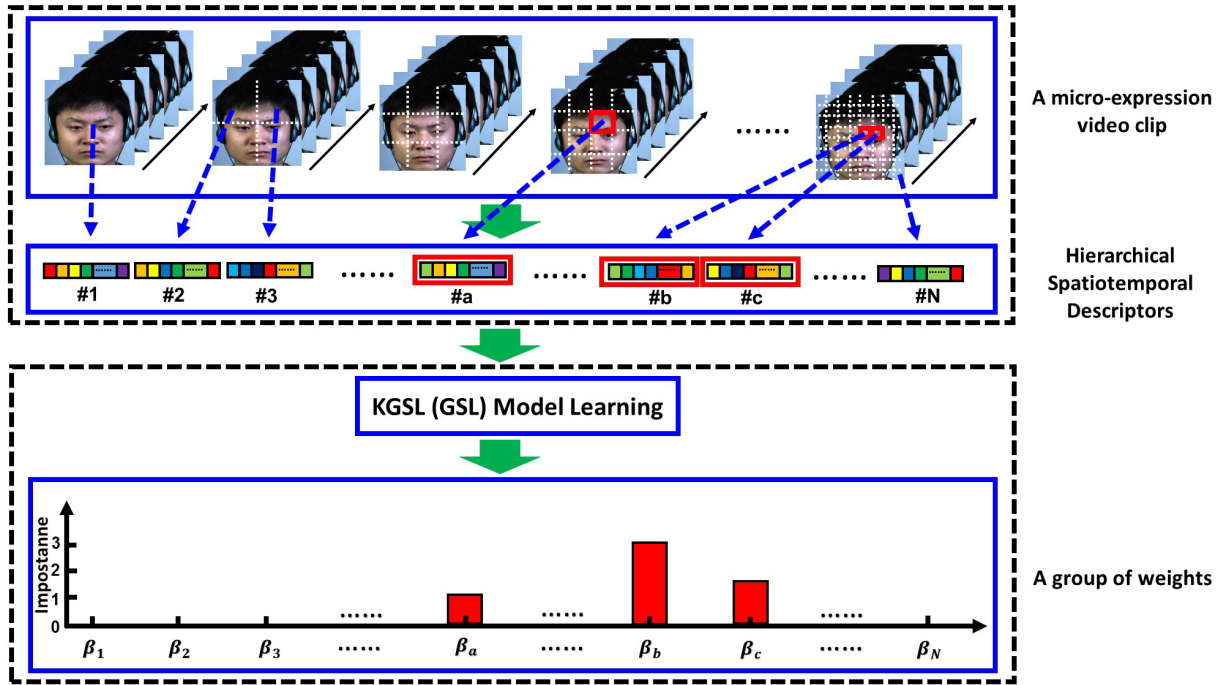 A micro-expression
video clip
......
Hierarchical
Spatiotemporal
Descriptors
...... ...... ......
#1 #2 #3 #a #b #c #N
KGSL (GSL) Model Learning
Impostanne
3
2
1
0
...... ...... ......
β1 β2 β3 ...... βa ...... βb βc ...... βN
A group of weights